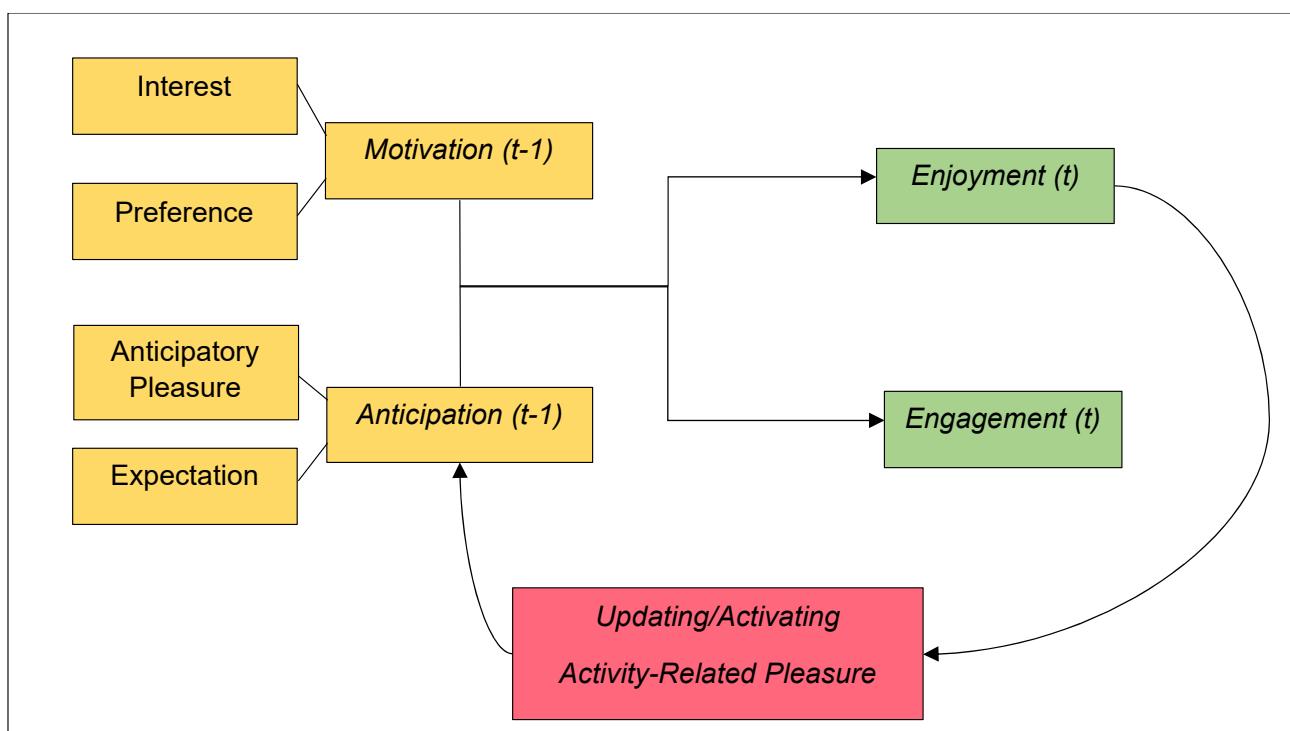 Interest
Motivation (t-1)
Preference
Enjoyment (t)
Anticipatory
Pleasure
Anticipation (t-1)
Expectation
Engagement (t)
Updating/Activating
Activity-Related Pleasure